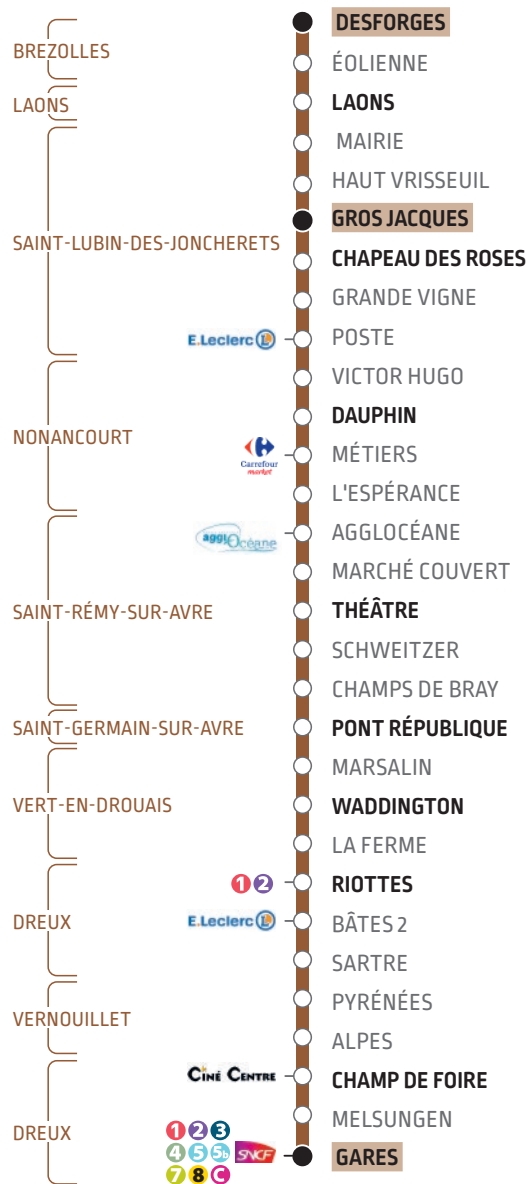 BREZOLLES
DESFORGES
ÉOLIENNE
LAONS
LAONS
MAIRIE
HAUT VRISSEUIL
GROS JACQUES
SAINT-LUBIN-DES-JONCHERETS
CHAPEAU DES ROSES
GRANDE VIGNE
E.Leclerc L POSTE
VICTOR HUGO
DAUPHIN
NONANCOURT
Carrefour market MÉTIERS
L'ESPÉRANCE
aggl'Océane AGGLOCÉANE
MARCHÉ COUVERT
SAINT-RÉMY-SUR-AVRE
THÉÂTRE
SCHWEITZER
CHAMPS DE BRAY
SAINT-GERMAIN-SUR-AVRE
PONT RÉPUBLIQUE
MARSALIN
VERT-EN-DROUAIS
WADDINGTON
LA FERME
1 2 RIOTTES
DREUX
E.Leclerc L BÂTES 2
SARTRE
PYRÉNÉES
VERNOUILLET
ALPES
CINÉ CENTRE CHAMP DE FOIRE
MELSUNGEN
DREUX
1 2 3
4 5 5b SNCF GARES
7 8 C